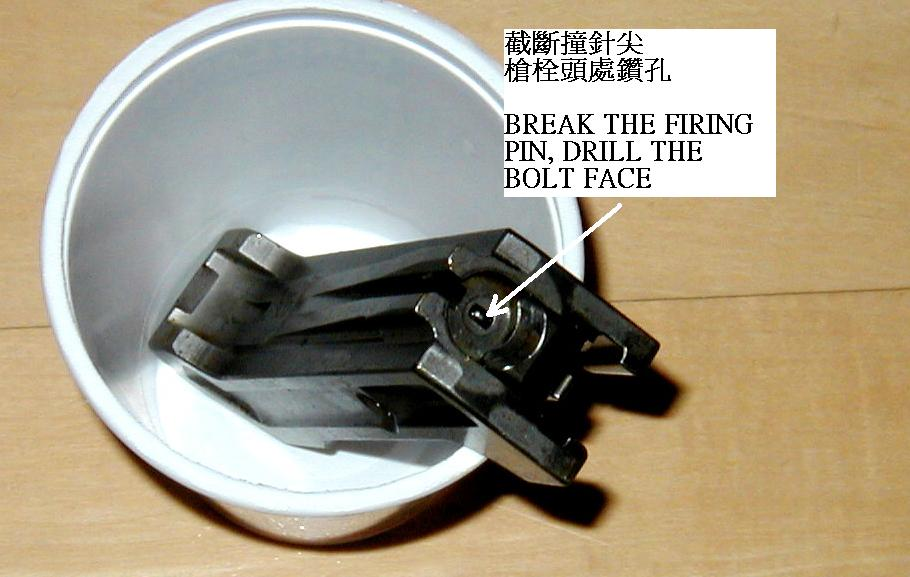 截斷撞針尖
槍栓頭處鑽孔
BREAK THE FIRING
PIN, DRILL THE
BOLT FACE